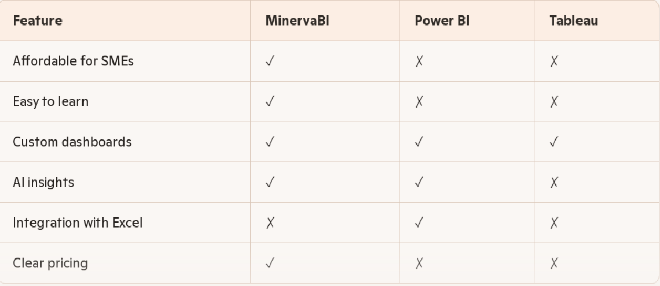 Feature MinervaBI Power BI Tableau
Affordable for SMEs ✓ ✗ ✗
Easy to learn ✓ ✗ ✗
Custom dashboards ✓ ✓ ✓
AI insights ✓ ✓ ✗
Integration with Excel ✗ ✓ ✗
Clear pricing ✓ ✗ ✗